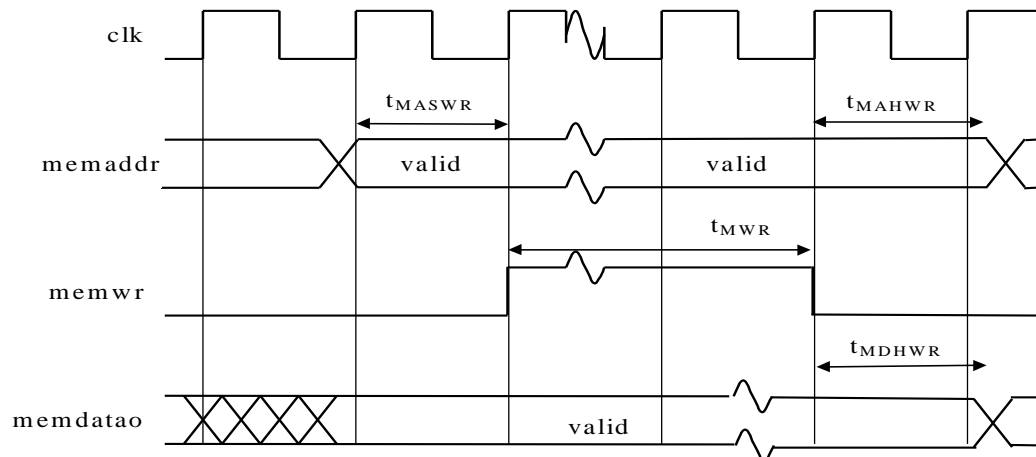 clk
tMASWR
tMAHWR
memaddr
valid
valid
tMWR
memwr
tMDHWR
memdatao
valid